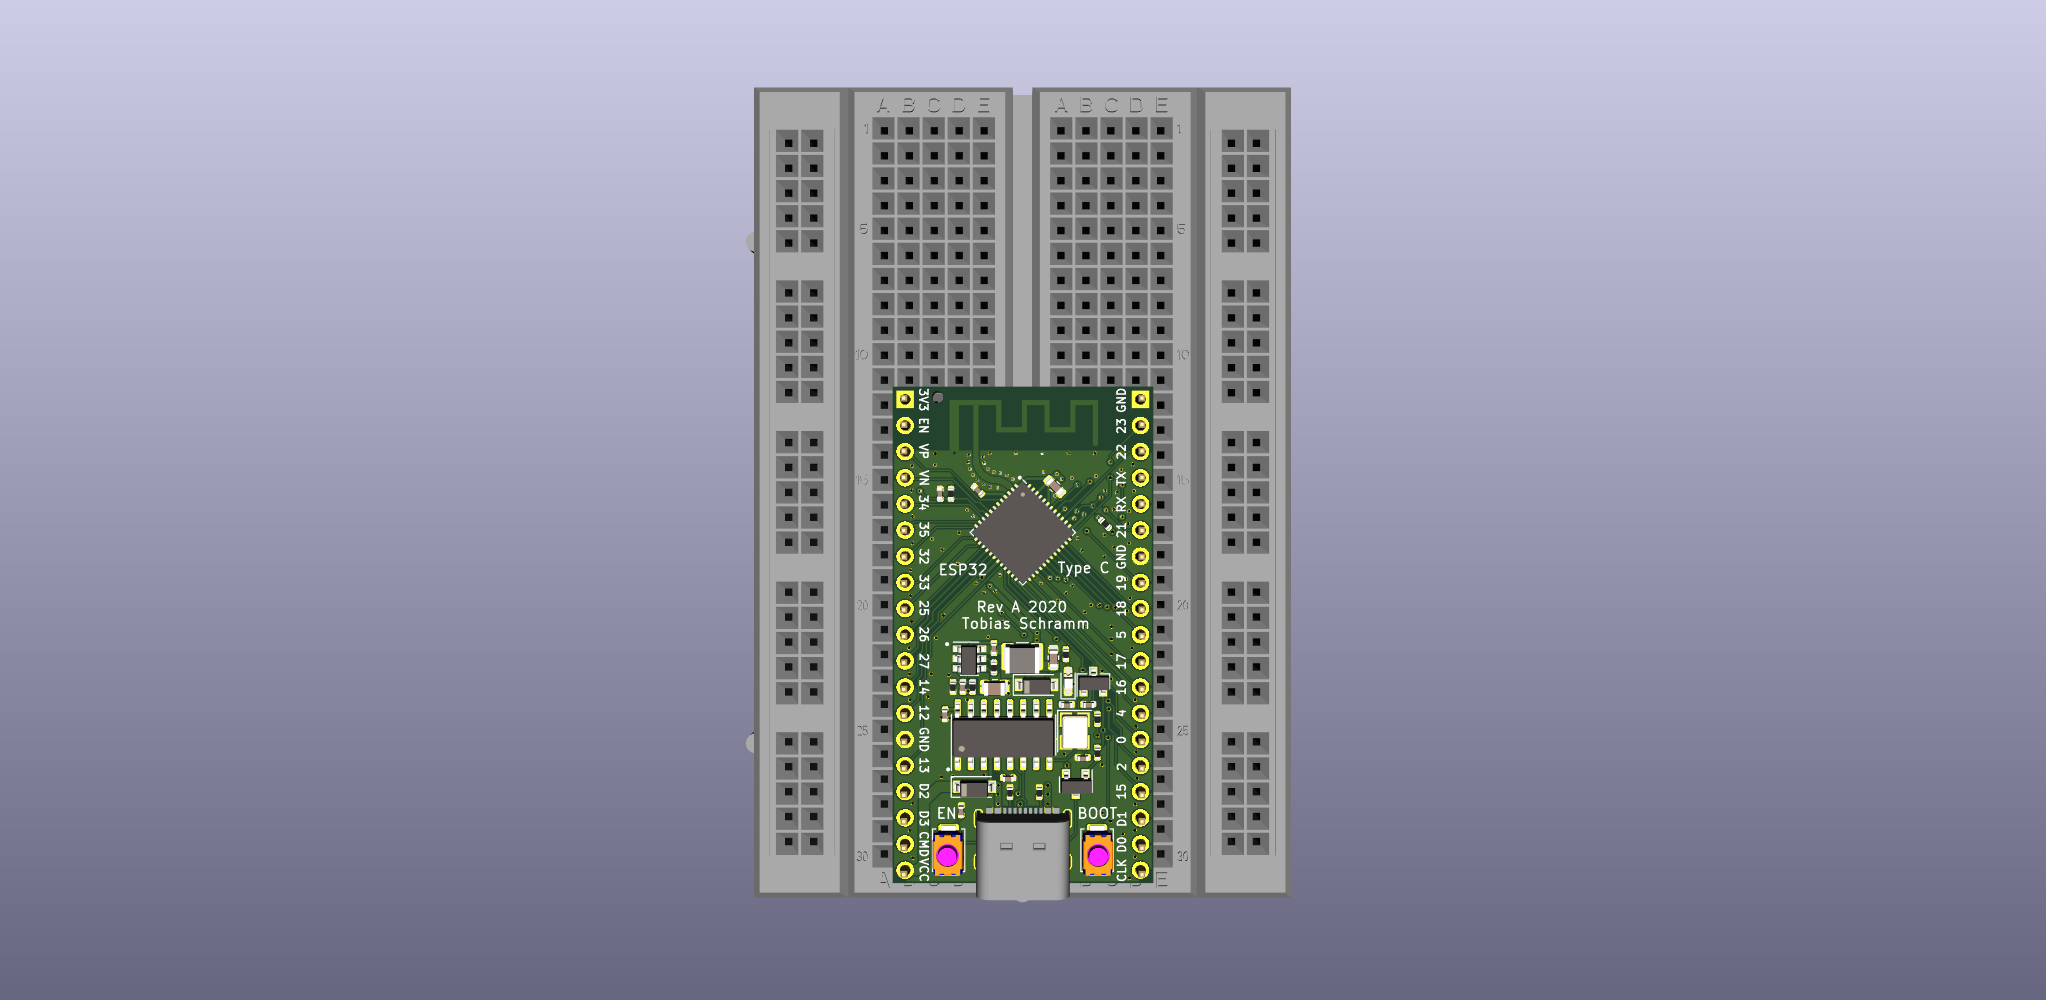 A B C D E A B C D E
1 1
5 5
10 10
15 15
20 20
25 25
30 30
3V3
EN
VP
VN
34
35
32
33
25
26
27
14
12
GND
13
D2
D3
CMD
VCC
GND
23
22
TX
RX
21
GND
19
18
5
17
16
4
0
2
15
D1
D0
CLK
ESP32
Type C
Rev A 2020
Tobias Schramm
EN
BOOT
A B C D B C D E